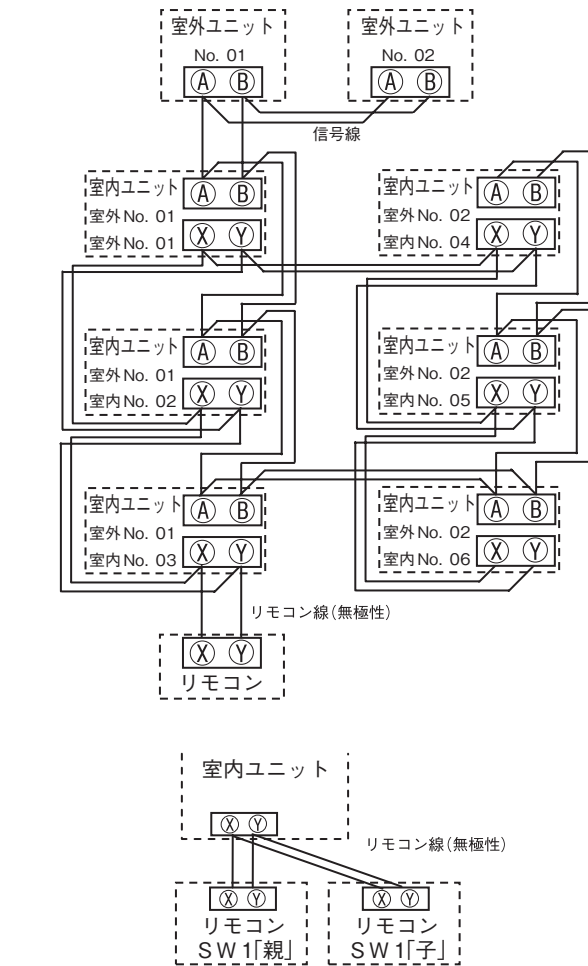 室外ユニット
No. 01
Ⓐ Ⓑ
室外ユニット
No. 02
Ⓐ Ⓑ
信号線
室内ユニット
室外No. 01
室外No. 01
Ⓐ Ⓑ
Ⓧ Ⓨ
室内ユニット
室外No. 02
室内No. 04
Ⓐ Ⓑ
Ⓧ Ⓨ
室内ユニット
室外No. 01
室内No. 02
Ⓐ Ⓑ
Ⓧ Ⓨ
室内ユニット
室外No. 02
室内No. 05
Ⓐ Ⓑ
Ⓧ Ⓨ
室内ユニット
室外No. 01
室内No. 03
Ⓐ Ⓑ
Ⓧ Ⓨ
室内ユニット
室外No. 02
室内No. 06
Ⓐ Ⓑ
Ⓧ Ⓨ
リモコン線(無極性)
Ⓧ Ⓨ
リモコン
室内ユニット
Ⓧ Ⓨ
リモコン線(無極性)
Ⓧ Ⓨ
リモコン
SW1「親」
Ⓧ Ⓨ
リモコン
SW1「子」